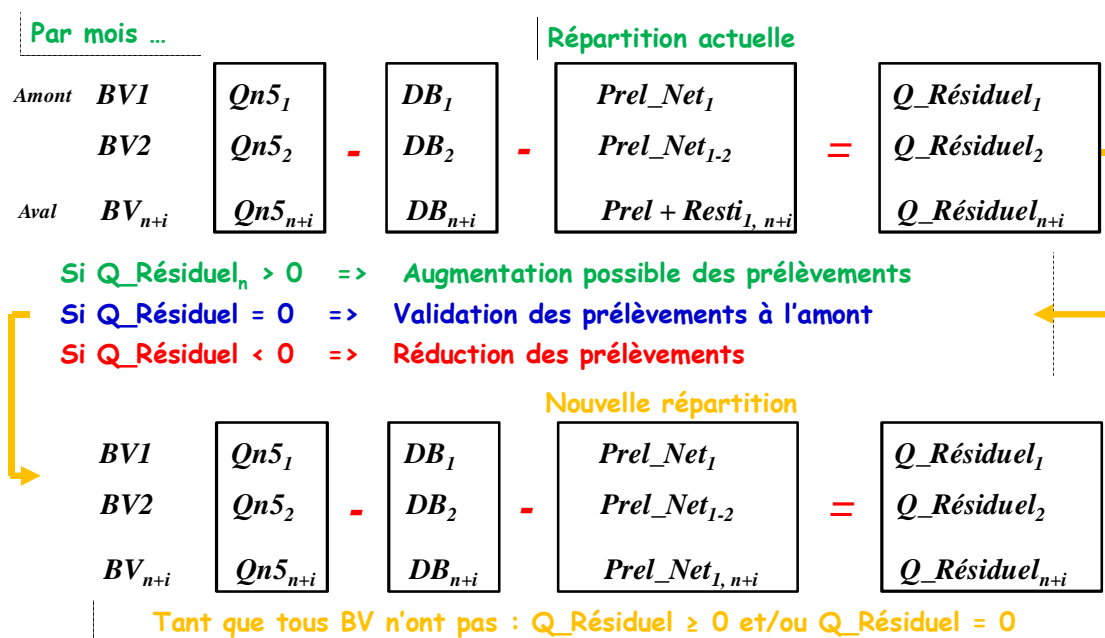 Par mois …
Répartition actuelle
Amont BV1 Qn5₁ DB₁ Prel_Net₁ Q_Résiduel₁
BV2 Qn5₂ - DB₂ - Prel_Net₁₋₂ = Q_Résiduel₂ -
Aval BVₙ₊ᵢ Qn5ₙ₊ᵢ DBₙ₊ᵢ Prel + Resti₁, ₙ₊ᵢ Q_Résiduelₙ₊ᵢ
Si Q_Résiduelₙ > 0 => Augmentation possible des prélèvements
Si Q_Résiduel = 0 => Validation des prélèvements à l’amont
Si Q_Résiduel < 0 => Réduction des prélèvements
Nouvelle répartition
BV1 Qn5₁ DB₁ Prel_Net₁ Q_Résiduel₁
BV2 Qn5₂ - DB₂ - Prel_Net₁₋₂ = Q_Résiduel₂
BVₙ₊ᵢ Qn5ₙ₊ᵢ DBₙ₊ᵢ Prel_Net₁, ₙ₊ᵢ Q_Résiduelₙ₊ᵢ
Tant que tous BV n'ont pas : Q_Résiduel ≥ 0 et/ou Q_Résiduel = 0